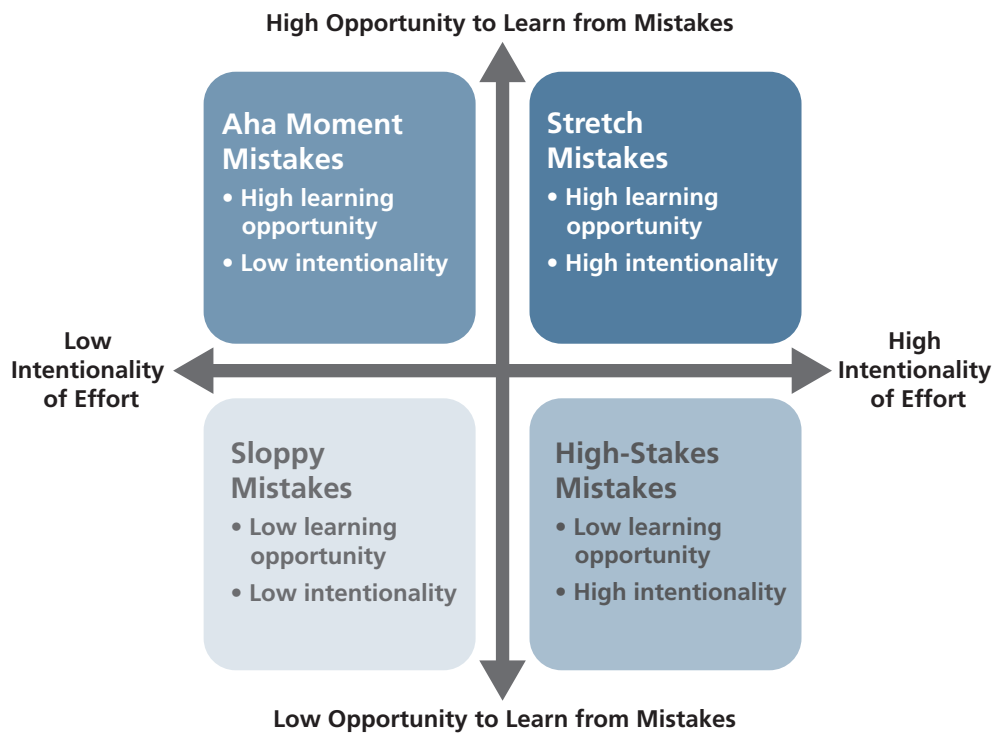 High Opportunity to Learn from Mistakes
Aha Moment
Mistakes
• High learning
opportunity
• Low intentionality
Stretch
Mistakes
• High learning
opportunity
• High intentionality
Low
Intentionality
of Effort
High
Intentionality
of Effort
Sloppy
Mistakes
• Low learning
opportunity
• Low intentionality
High-Stakes
Mistakes
• Low learning
opportunity
• High intentionality
Low Opportunity to Learn from Mistakes